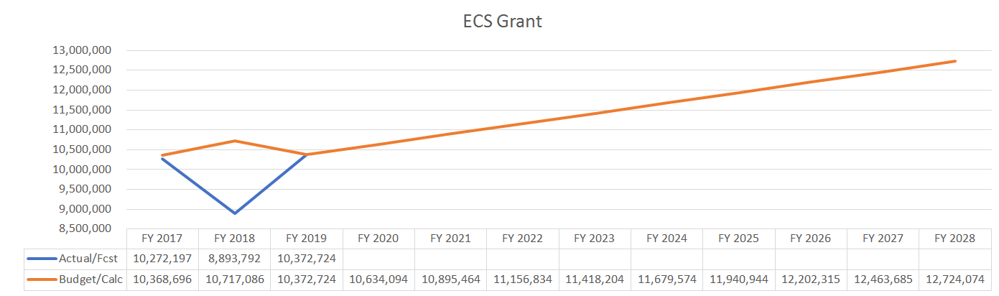 ECS Grant
13,000,000
12,500,000
12,000,000
11,500,000
11,000,000
10,500,000
10,000,000
9,500,000
9,000,000
8,500,000
FY 2017 FY 2018 FY 2019 FY 2020 FY 2021 FY 2022 FY 2023 FY 2024 FY 2025 FY 2026 FY 2027 FY 2028
Actual/Fcst 10,272,197 8,893,792 10,372,724
Budget/Calc 10,368,696 10,717,086 10,372,724 10,634,094 10,895,464 11,156,834 11,418,204 11,679,574 11,940,944 12,202,315 12,463,685 12,724,074